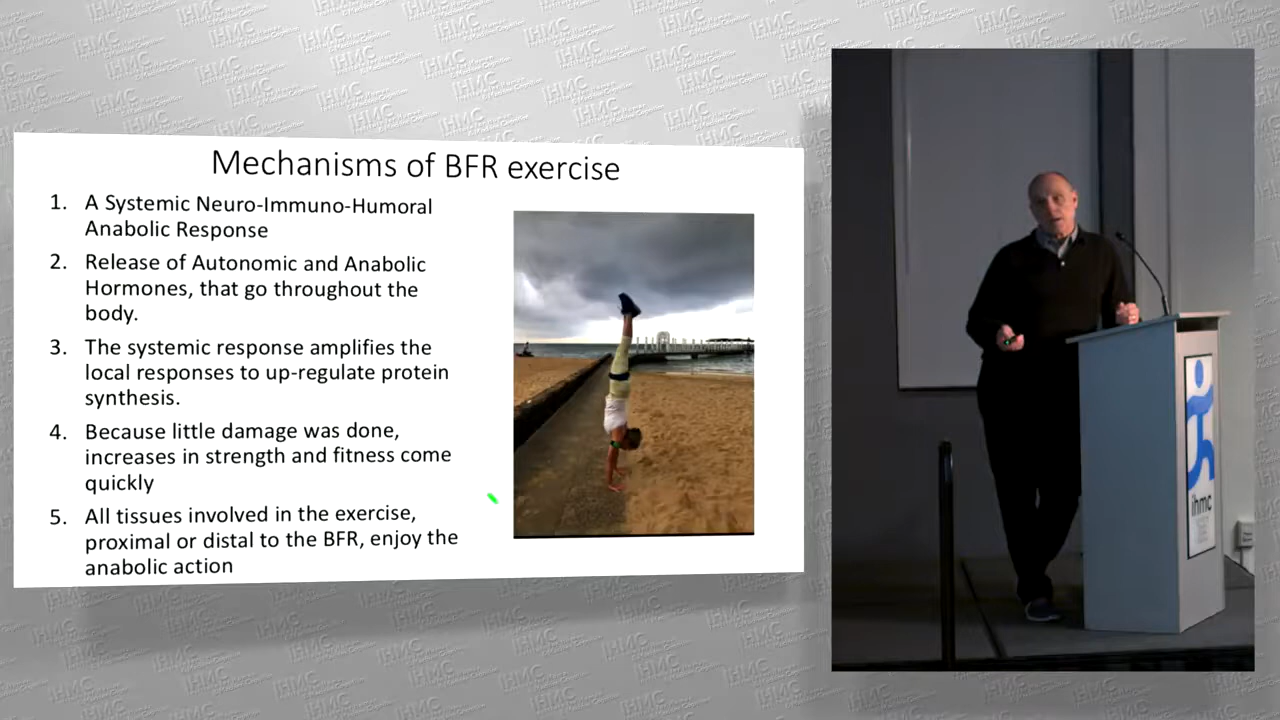 Mechanisms of BFR exercise
1. A Systemic Neuro-Immuno-Humoral
Anabolic Response
2. Release of Autonomic and Anabolic
Hormones, that go throughout the
body.
3. The systemic response amplifies the
local responses to up-regulate protein
synthesis.
4. Because little damage was done,
increases in strength and fitness come
quickly
5. All tissues involved in the exercise,
proximal or distal to the BFR, enjoy the
anabolic action
ihmc